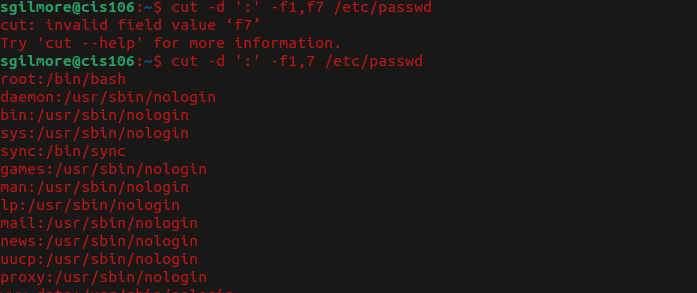 sgilmore@cis106:~$ cut -d ':' -f1,f7 /etc/passwd
cut: invalid field value ‘f7’
Try 'cut --help' for more information.
sgilmore@cis106:~$ cut -d ':' -f1,7 /etc/passwd
root:/bin/bash
daemon:/usr/sbin/nologin
bin:/usr/sbin/nologin
sys:/usr/sbin/nologin
sync:/bin/sync
games:/usr/sbin/nologin
man:/usr/sbin/nologin
lp:/usr/sbin/nologin
mail:/usr/sbin/nologin
news:/usr/sbin/nologin
uucp:/usr/sbin/nologin
proxy:/usr/sbin/nologin